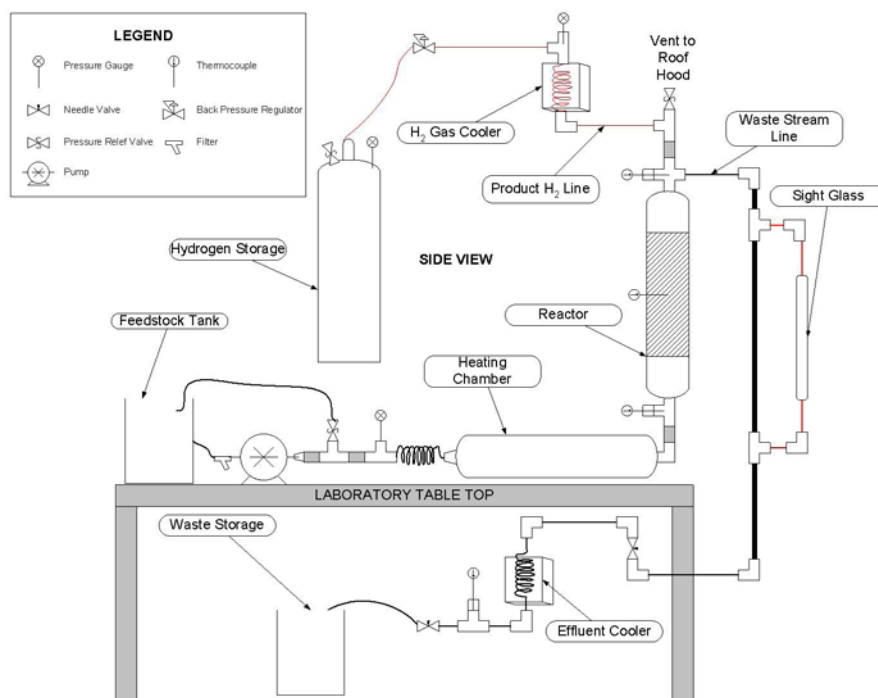 LEGEND
Pressure Gauge
Thermocouple
Needle Valve
Back Pressure Regulator
Pressure Relef Valve
Filter
Pump
H2 Gas Cooler
Vent to
Roof
Hood
Waste Stream
Line
Product H2 Line
Sight Glass
Hydrogen Storage
SIDE VIEW
Reactor
Feedstock Tank
Heating
Chamber
LABORATORY TABLE TOP
Waste Storage
Effluent Cooler